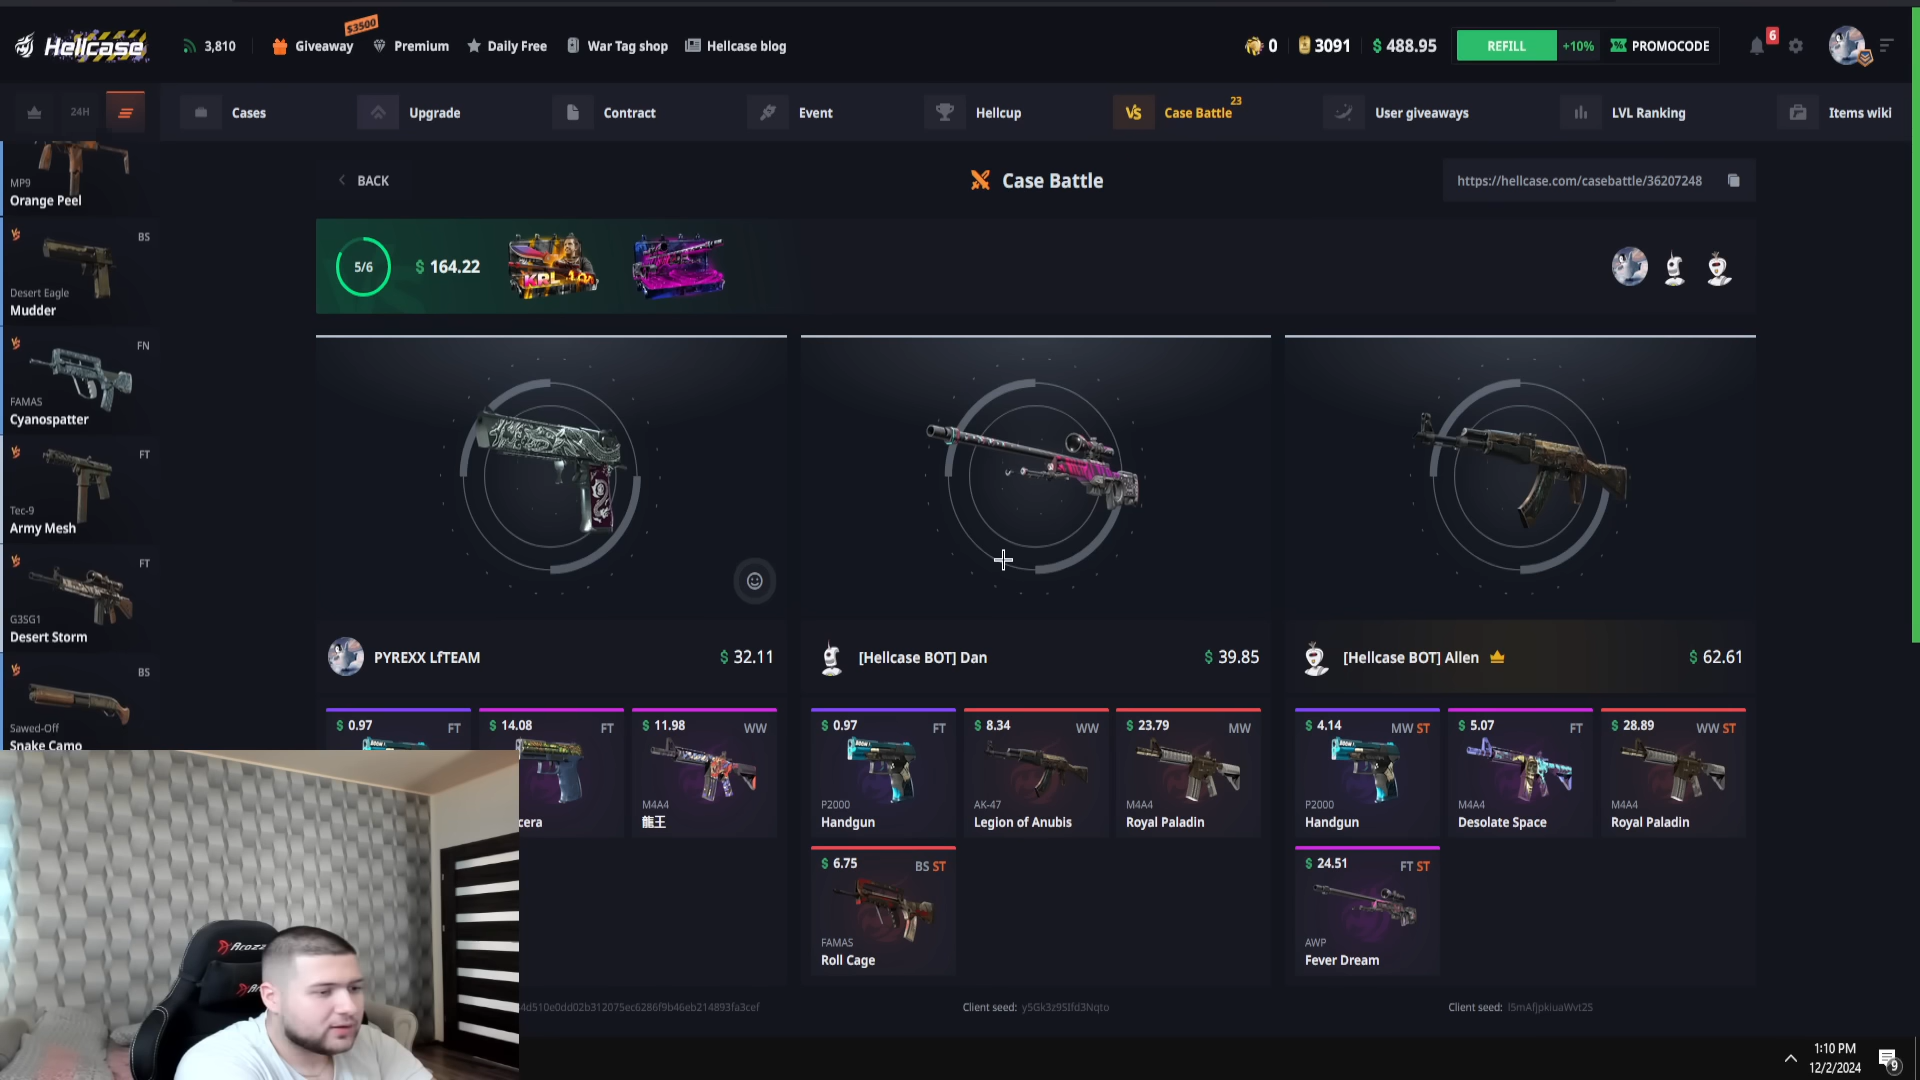 Hellcase
3,810
Giveaway
$3500
Premium
Daily Free
War Tag shop
Hellcase blog
0
3091
$ 488.95
REFILL
+10%
PROMOCODE
6
24H
Cases
Upgrade
Contract
Event
Hellcup
VS
Case Battle
23
User giveaways
LVL Ranking
Items wiki
MP9
Orange Peel
BS
Desert Eagle
Mudder
FN
FAMAS
Cyanospatter
FT
Tec-9
Army Mesh
FT
G3SG1
Desert Storm
BS
Sawed-Off
Snake Camo
BACK
Case Battle
https://hellcase.com/casebattle/36207248
5/6
$ 164.22
PYREXX LfTEAM
$ 32.11
[Hellcase BOT] Dan
$ 39.85
[Hellcase BOT] Allen
$ 62.61
$ 0.97
FT
$ 14.08
FT
cera
$ 11.98
WW
M4A4
龍王
$ 0.97
FT
P2000
Handgun
$ 8.34
WW
AK-47
Legion of Anubis
$ 23.79
MW
M4A4
Royal Paladin
$ 4.14
MW ST
P2000
Handgun
$ 5.07
FT
M4A4
Desolate Space
$ 28.89
WW ST
M4A4
Royal Paladin
$ 6.75
BS ST
FAMAS
Roll Cage
$ 24.51
FT ST
AWP
Fever Dream
Client seed:
Client seed:
Arozz
1:10 PM
12/2/2024
9